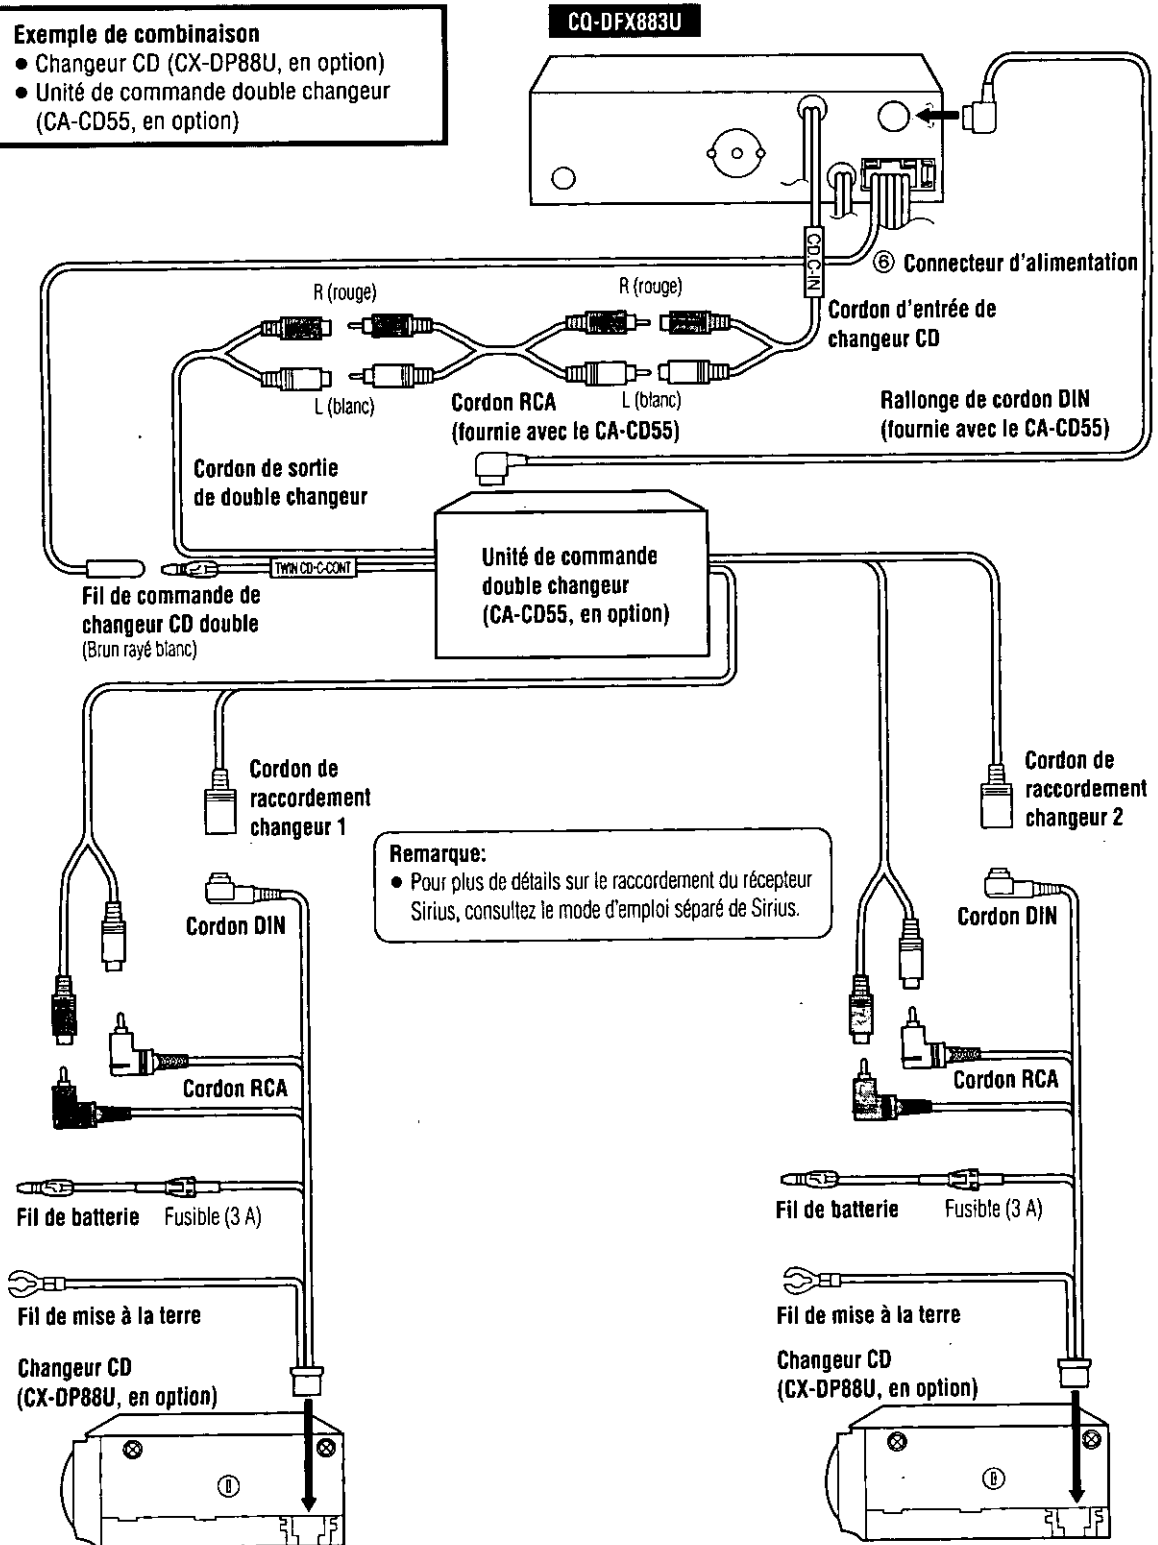 Exemple de combinaison
● Changeur CD (CX-DP88U, en option)
● Unité de commande double changeur
(CA-CD55, en option)
CQ-DFX883U
⑥ Connecteur d'alimentation
CD.C-IN
Cordon d'entrée de
changeur CD
R (rouge)
R (rouge)
L (blanc)
L (blanc)
Cordon RCA
(fournie avec le CA-CD55)
Rallonge de cordon DIN
(fournie avec le CA-CD55)
Cordon de sortie
de double changeur
TWIN CD-C-CONT
Unité de commande
double changeur
(CA-CD55, en option)
Fil de commande de
changeur CD double
(Brun rayé blanc)
Cordon de
raccordement
changeur 1
Cordon de
raccordement
changeur 2
Remarque:
● Pour plus de détails sur le raccordement du récepteur
Sirius, consultez le mode d'emploi séparé de Sirius.
Cordon DIN
Cordon DIN
Cordon RCA
Cordon RCA
Fil de batterie
Fusible (3 A)
Fil de batterie
Fusible (3 A)
Fil de mise à la terre
Fil de mise à la terre
Changeur CD
(CX-DP88U, en option)
Changeur CD
(CX-DP88U, en option)